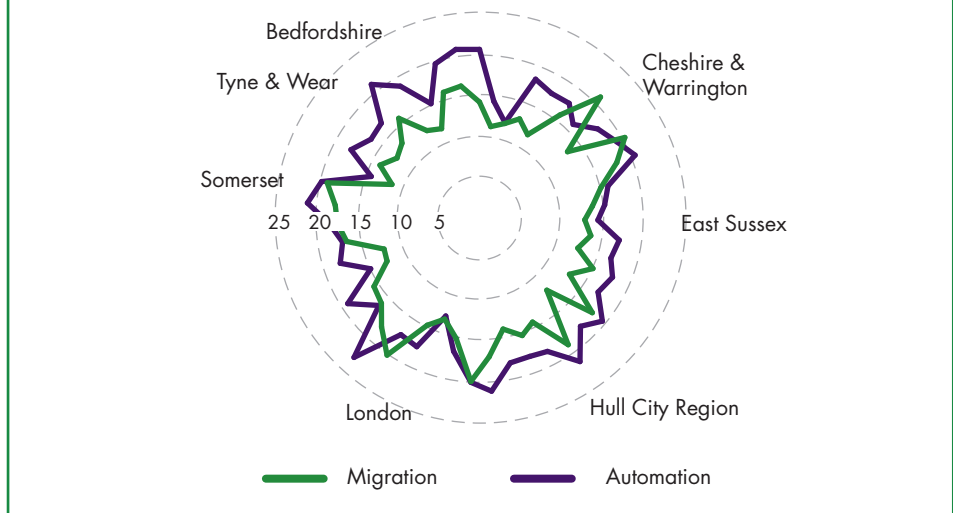 Bedfordshire
Cheshire &
Warrington
Tyne & Wear
Somerset
25 20 15 10 5
East Sussex
London
Hull City Region
Migration
Automation